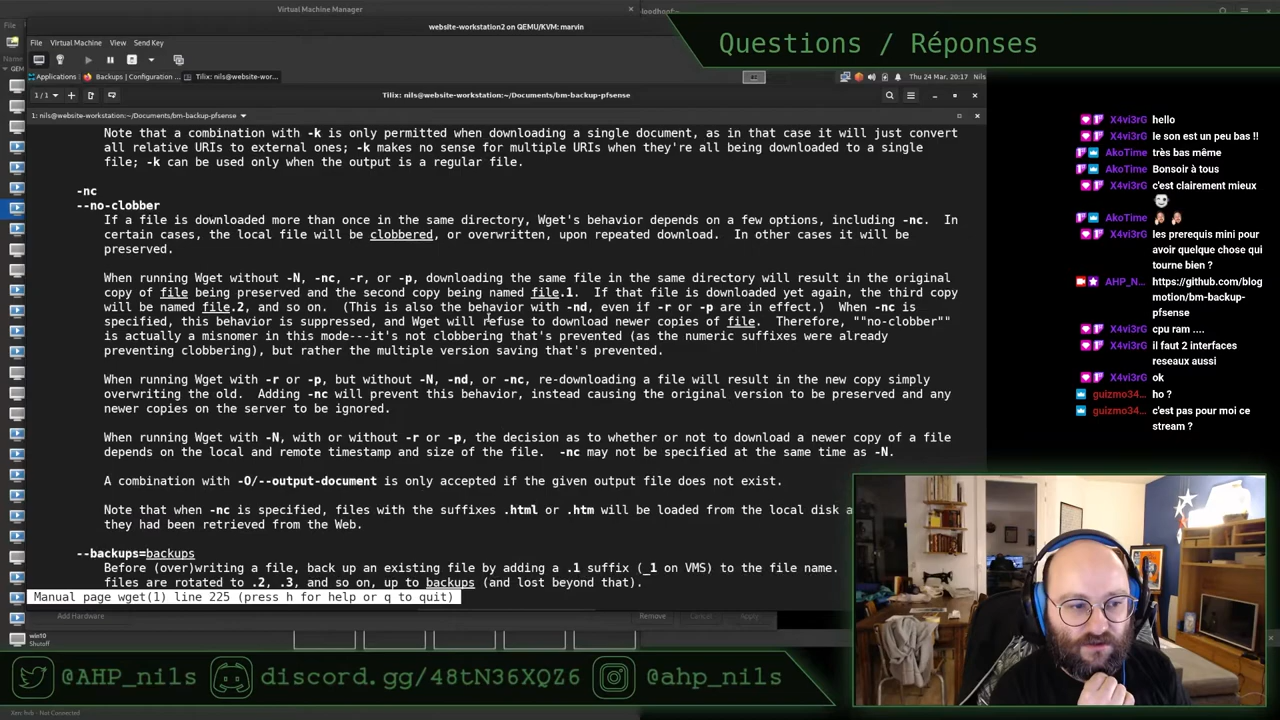 Virtual Machine Manager
website-workstation2 on QEMU/KVM: marvin
File
File Virtual Machine View Send Key
Applications Backups | Configuration ... Tilix: nils@website-wor... Thu 24 Mar, 20:17 Nils
1 / 1 Tilix: nils@website-workstation:~/Documents/bm-backup-pfsense
1: nils@website-workstation:~/Documents/bm-backup-pfsense
Note that a combination with -k is only permitted when downloading a single document, as in that case it will just convert
all relative URIs to external ones; -k makes no sense for multiple URIs when they're all being downloaded to a single
file; -k can be used only when the output is a regular file.
-nc
--no-clobber
If a file is downloaded more than once in the same directory, Wget's behavior depends on a few options, including -nc. In
certain cases, the local file will be clobbered, or overwritten, upon repeated download. In other cases it will be
preserved.
When running Wget without -N, -nc, -r, or -p, downloading the same file in the same directory will result in the original
copy of file being preserved and the second copy being named file.1. If that file is downloaded yet again, the third copy
will be named file.2, and so on. (This is also the behavior with -nd, even if -r or -p are in effect.) When -nc is
specified, this behavior is suppressed, and Wget will refuse to download newer copies of file. Therefore, ""no-clobber""
is actually a misnomer in this mode---it's not clobbering that's prevented (as the numeric suffixes were already
preventing clobbering), but rather the multiple version saving that's prevented.
When running Wget with -r or -p, but without -N, -nd, or -nc, re-downloading a file will result in the new copy simply
overwriting the old. Adding -nc will prevent this behavior, instead causing the original version to be preserved and any
newer copies on the server to be ignored.
When running Wget with -N, with or without -r or -p, the decision as to whether or not to download a newer copy of a file
depends on the local and remote timestamp and size of the file. -nc may not be specified at the same time as -N.
A combination with -O/--output-document is only accepted if the given output file does not exist.
Note that when -nc is specified, files with the suffixes .html or .htm will be loaded from the local disk a
they had been retrieved from the Web.
--backups=backups
Before (over)writing a file, back up an existing file by adding a .1 suffix (_1 on VMS) to the file name.
files are rotated to .2, .3, and so on, up to backups (and lost beyond that).
Manual page wget(1) line 225 (press h for help or q to quit)
Add Hardware Remove Cancel Apply
win10
Shutoff
Questions / Réponses
X4vi3rG hello
X4vi3rG le son est un peu bas !!
AkoTime très bas même
AkoTime Bonsoir à tous
X4vi3rG c'est clairement mieux
AkoTime
X4vi3rG les prerequis mini pour
avoir quelque chose qui
tourne bien ?
AHP_N... https://github.com/blog
motion/bm-backup-
pfsense
X4vi3rG cpu ram ....
X4vi3rG il faut 2 interfaces
reseaux aussi
X4vi3rG ok
guizmo34... ho ?
guizmo34... c'est pas pour moi ce
stream ?
@AHP_nils discord.gg/48tN36XQZ6 @ahp_nils